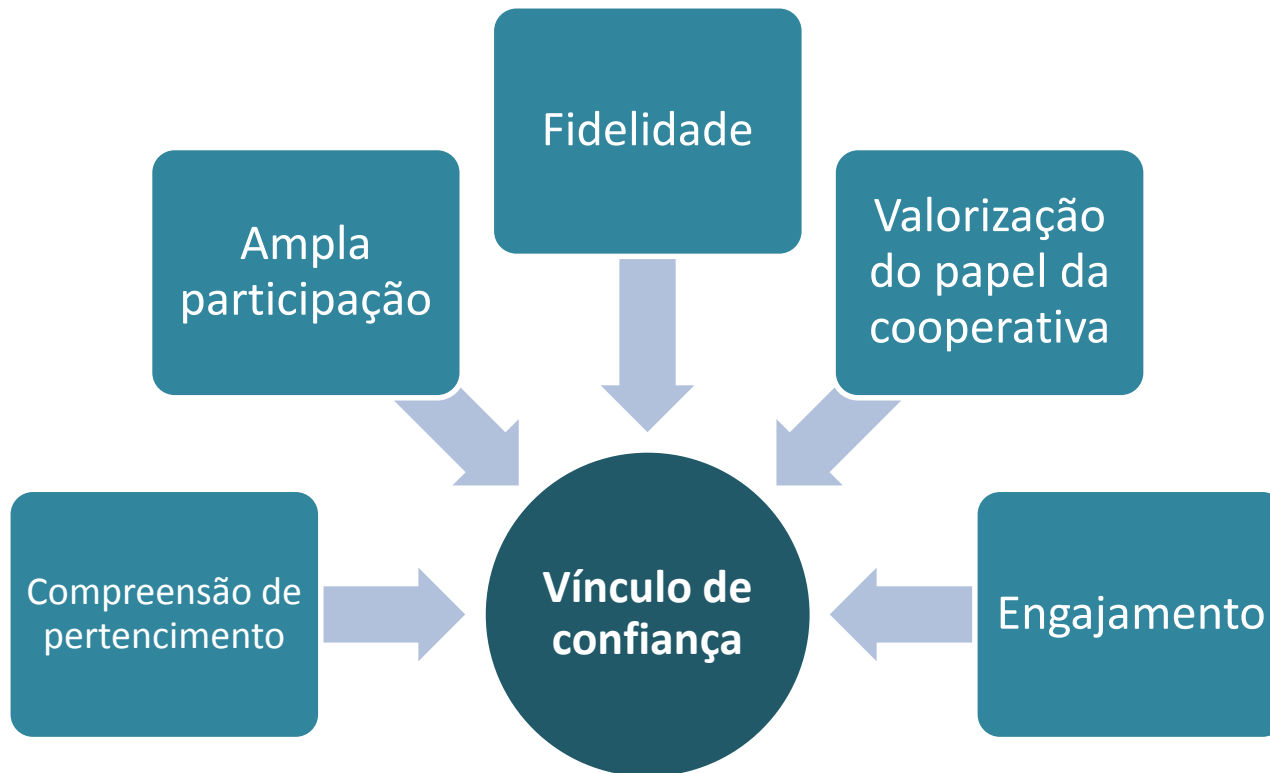 Fidelidade
Ampla
participação
Valorização
do papel da
cooperativa
Compreensão de
pertencimento
Vínculo de
confiança
Engajamento